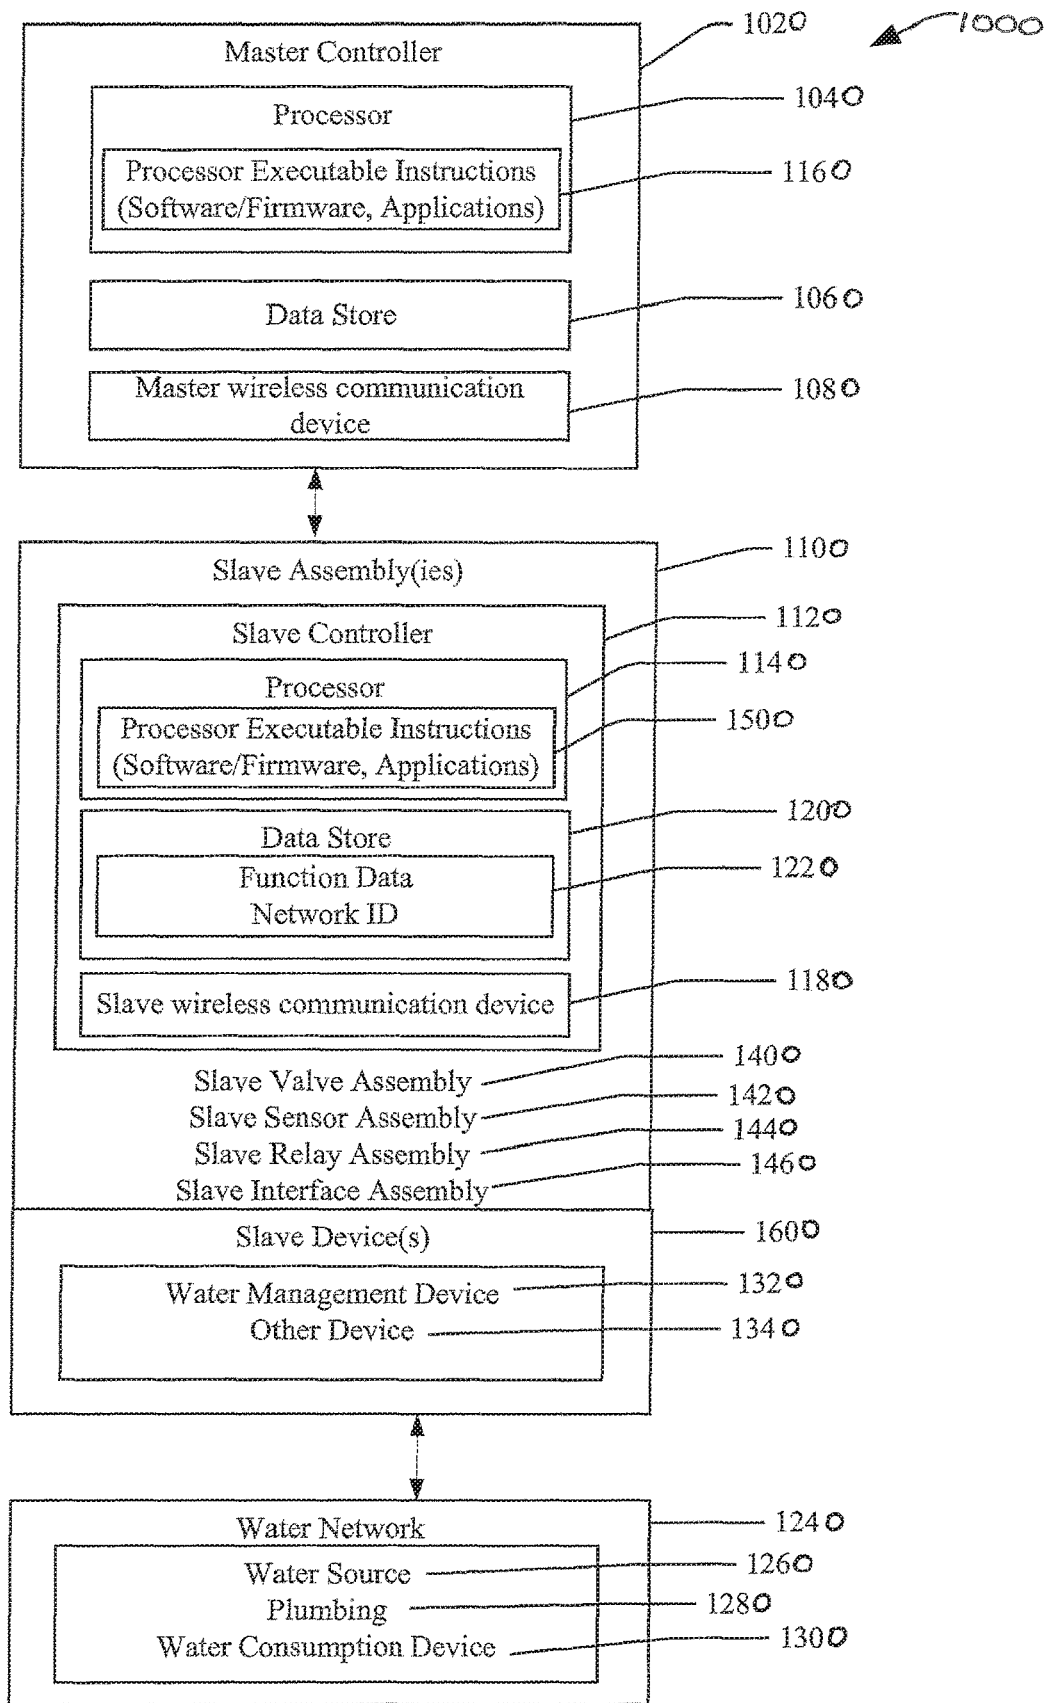 1000
Master Controller 1020
Processor 1040
Processor Executable Instructions 1160
(Software/Firmware, Applications)
Data Store 1060
Master wireless communication 1080
device
Slave Assembly(ies) 1100
Slave Controller 1120
Processor 1140
Processor Executable Instructions 1500
(Software/Firmware, Applications)
Data Store 1200
Function Data 1220
Network ID
Slave wireless communication device 1180
Slave Valve Assembly 1400
Slave Sensor Assembly 1420
Slave Relay Assembly 1440
Slave Interface Assembly 1460
Slave Device(s) 1600
Water Management Device 1320
Other Device 1340
Water Network 1240
Water Source 1260
Plumbing 1280
Water Consumption Device 1300